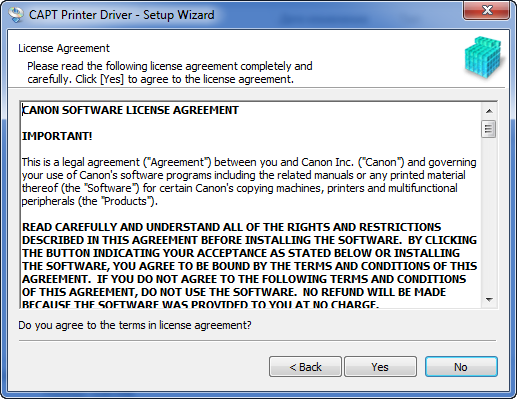 CAPT Printer Driver - Setup Wizard
License Agreement
Please read the following license agreement completely and
carefully. Click [Yes] to agree to the license agreement.
CANON SOFTWARE LICENSE AGREEMENT
IMPORTANT!
This is a legal agreement ("Agreement") between you and Canon Inc. ("Canon") and governing
your use of Canon's software programs including the related manuals or any printed material
thereof (the "Software") for certain Canon's copying machines, printers and multifunctional
peripherals (the "Products").
READ CAREFULLY AND UNDERSTAND ALL OF THE RIGHTS AND RESTRICTIONS
DESCRIBED IN THIS AGREEMENT BEFORE INSTALLING THE SOFTWARE. BY CLICKING
THE BUTTON INDICATING YOUR ACCEPTANCE AS STATED BELOW OR INSTALLING
THE SOFTWARE, YOU AGREE TO BE BOUND BY THE TERMS AND CONDITIONS OF THIS
AGREEMENT. IF YOU DO NOT AGREE TO THE FOLLOWING TERMS AND CONDITIONS
OF THIS AGREEMENT, DO NOT USE THE SOFTWARE. NO REFUND WILL BE MADE
BECAUSE THE SOFTWARE WAS PROVIDED TO YOU AT NO CHARGE.
Do you agree to the terms in license agreement?
< Back Yes No